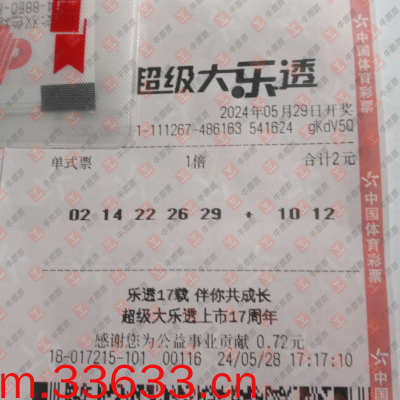 超级大乐透
2024年05月29日开奖
1-111267-486163 541624 gKdV5Q
单式票 1倍 合计2元
02 14 22 26 29 + 10 12
乐透17载 伴你共成长
超级大乐透上市17周年
感谢您为公益事业贡献 0.72元
18-017215-101 00116 24/05/28 17:17:10
m.33633.cn
中国体育彩票
中国体育彩票